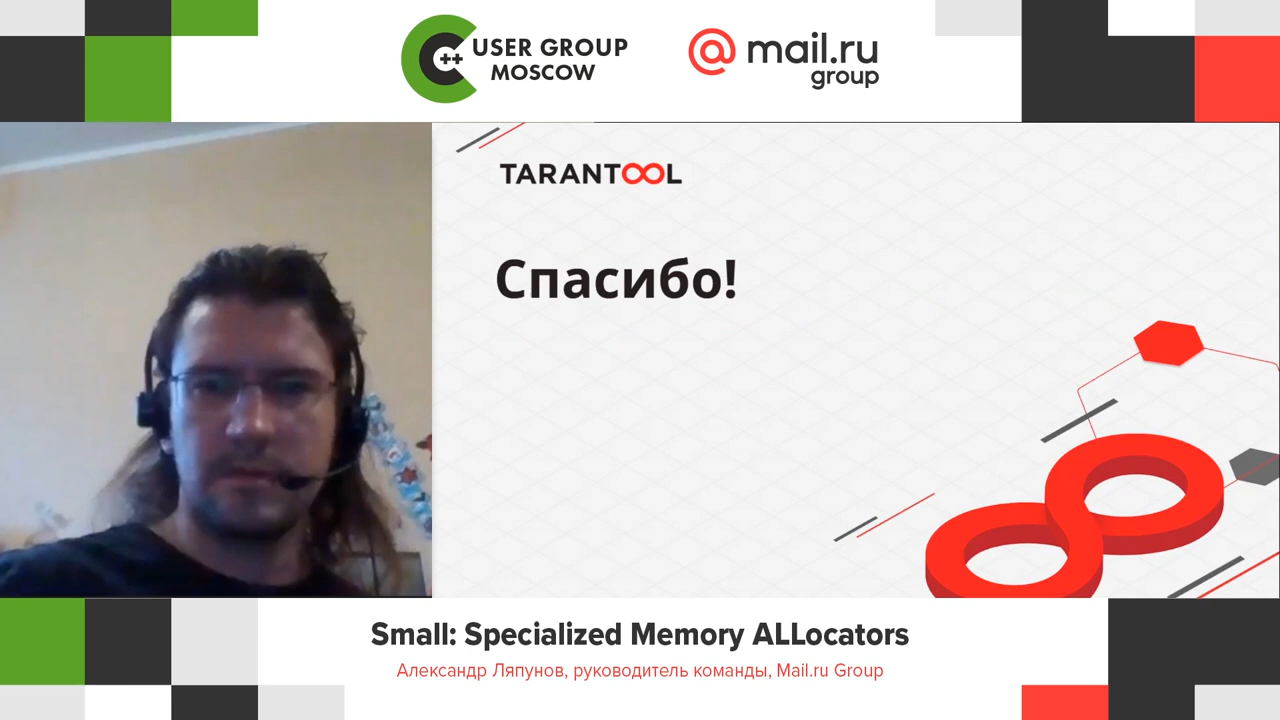 C++ USER GROUP
MOSCOW
@mail.ru
group
TARANTOOL
Спасибо!
Small: Specialized Memory ALLocators
Александр Ляпунов, руководитель команды, Mail.ru Group